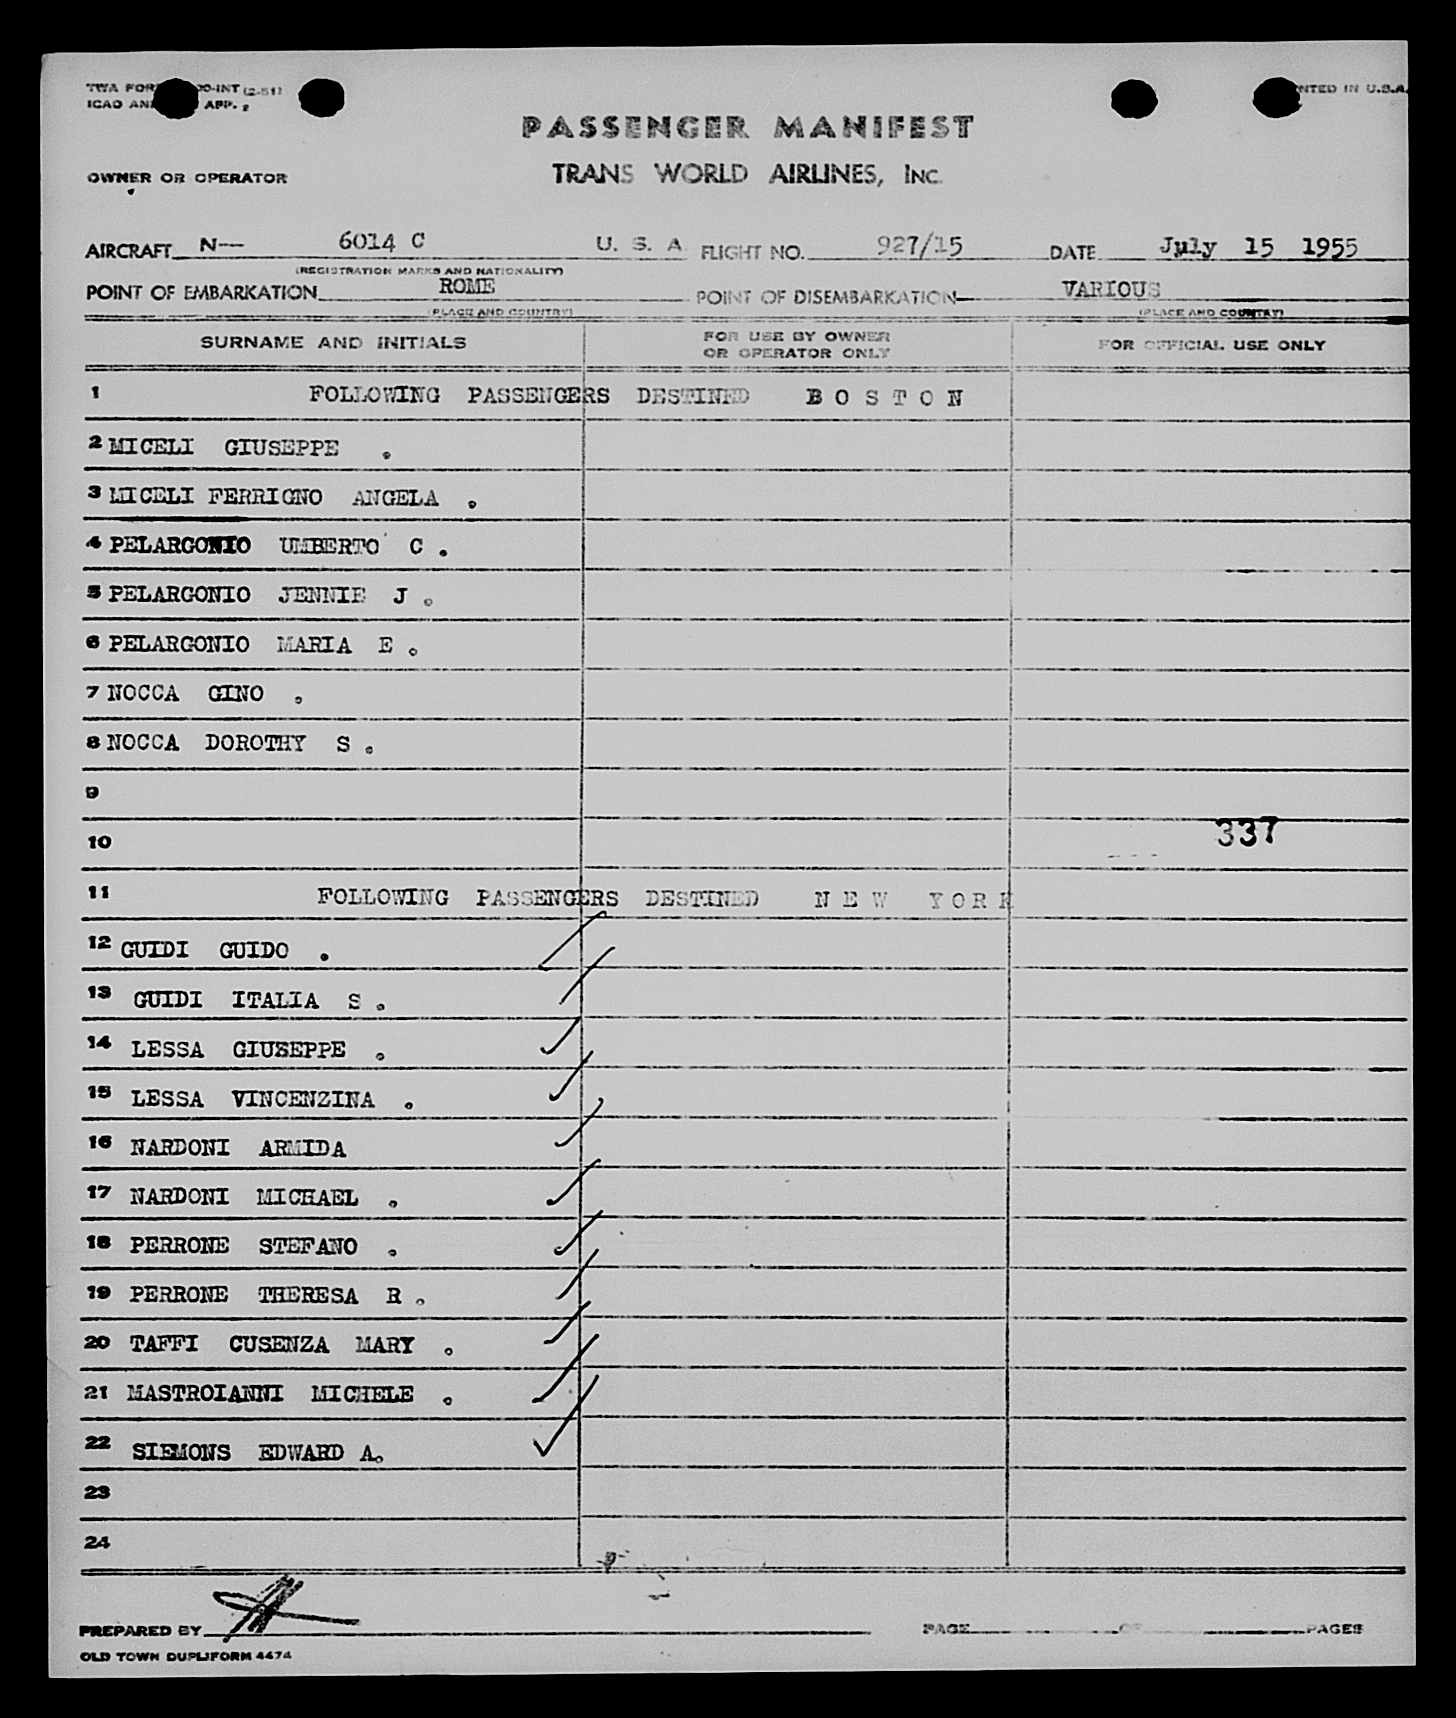 TWA FOR 00-INT (2-51)
ICAO AN APP. 2
NTED IN U.S.A.
PASSENGER MANIFEST
TRANS WORLD AIRLINES, INC.
OWNER OR OPERATOR
AIRCRAFT N-- 6014 C U. S. A. FLIGHT NO. 927/15 DATE July 15 1955
(REGISTRATION MARKS AND NATIONALITY)
POINT OF EMBARKATION ROME POINT OF DISEMBARKATION VARIOUS
(PLACE AND COUNTRY) (PLACE AND COUNTRY)
SURNAME AND INITIALS FOR USE BY OWNER OR OPERATOR ONLY FOR OFFICIAL USE ONLY
1 FOLLOWING PASSENGERS DESTINED B O S T O N
2 MICELI GIUSEPPE .
3 MICELI FERRIGNO ANGELA .
4 PELARGONIO UMBERTO C .
5 PELARGONIO JENNIE J .
6 PELARGONIO MARIA E .
7 NOCCA GINO .
8 NOCCA DOROTHY S .
9
10 337
11 FOLLOWING PASSENGERS DESTINED N E W Y O R K
12 GUIDI GUIDO .
13 GUIDI ITALIA S .
14 LESSA GIUSEPPE .
15 LESSA VINCENZINA .
16 NARDONI ARMIDA
17 NARDONI MICHAEL .
18 PERRONE STEFANO .
19 PERRONE THERESA R .
20 TAFFI CUSENZA MARY .
21 MASTROIANNI MICHELE .
22 SIEMONS EDWARD A.
23
24
PREPARED BY PAGE OF PAGES
OLD TOWN DUPLIFORM 4474